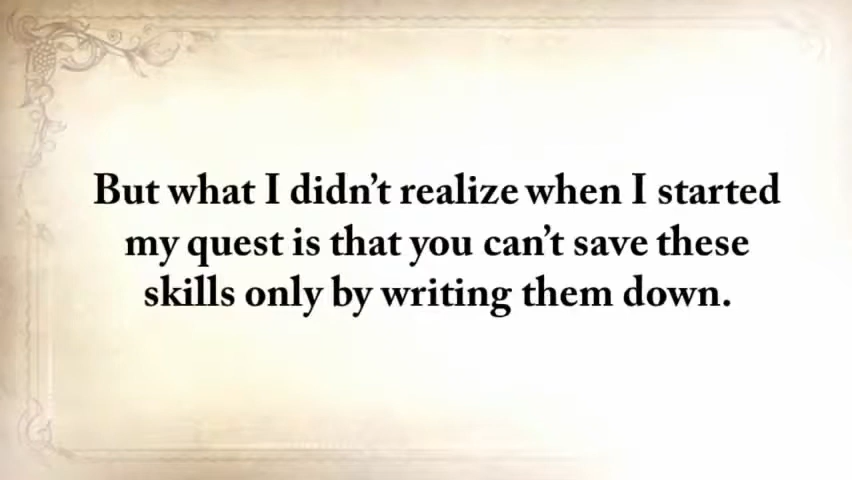 But what I didn't realize when I started
my quest is that you can't save these
skills only by writing them down.